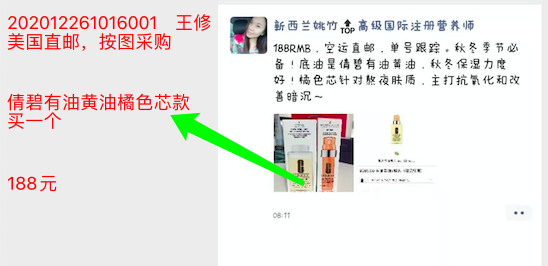 202012261016001 王修
美国直邮，按图采购
倩碧有油黄油橘色芯款
买一个
188元
新西兰姚竹TOP高级国际注册营养师
188RMB，空运直邮，单号跟踪。秋冬季节必
备！底油是倩碧有油黄油，秋冬保湿力度
好！橘色芯针对熬夜肤质，主打抗氧化和改
善暗沉～
08:11